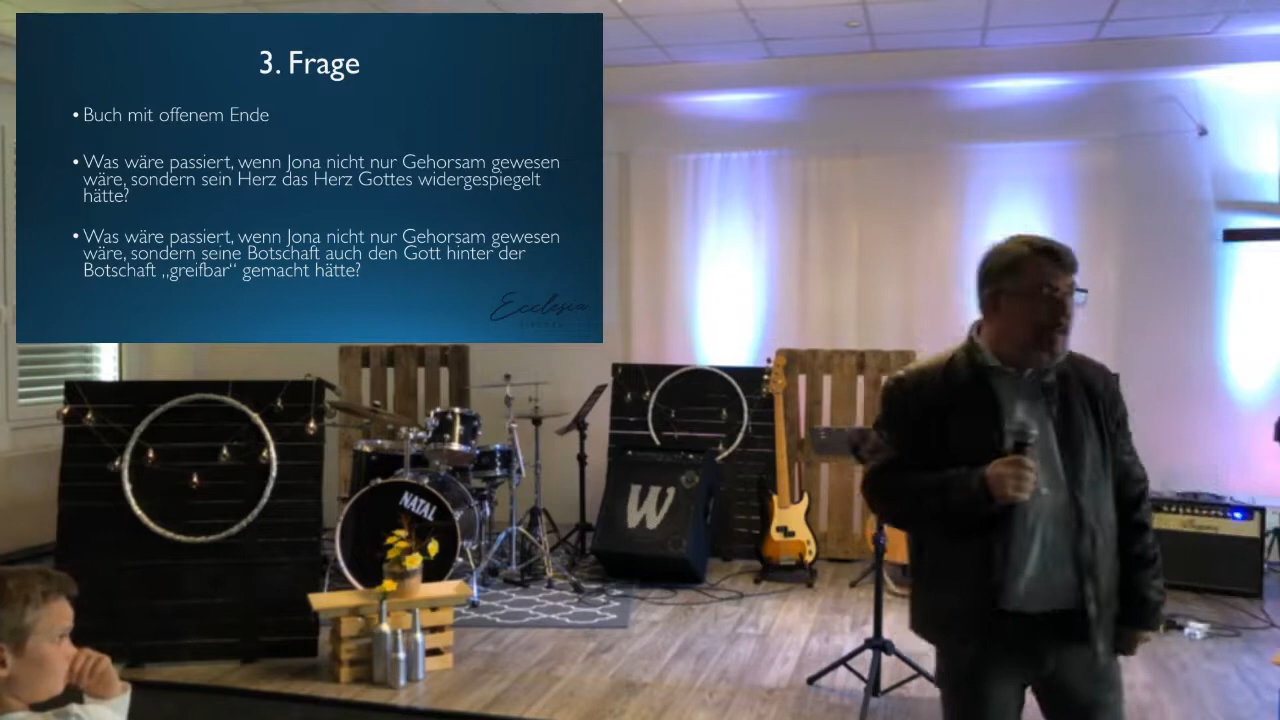 3. Frage
• Buch mit offenem Ende
• Was wäre passiert, wenn Jona nicht nur Gehorsam gewesen
wäre, sondern sein Herz das Herz Gottes widergespiegelt
hätte?
• Was wäre passiert, wenn Jona nicht nur Gehorsam gewesen
wäre, sondern seine Botschaft auch den Gott hinter der
Botschaft „greifbar“ gemacht hätte?
Ecclesia
NATAL
W